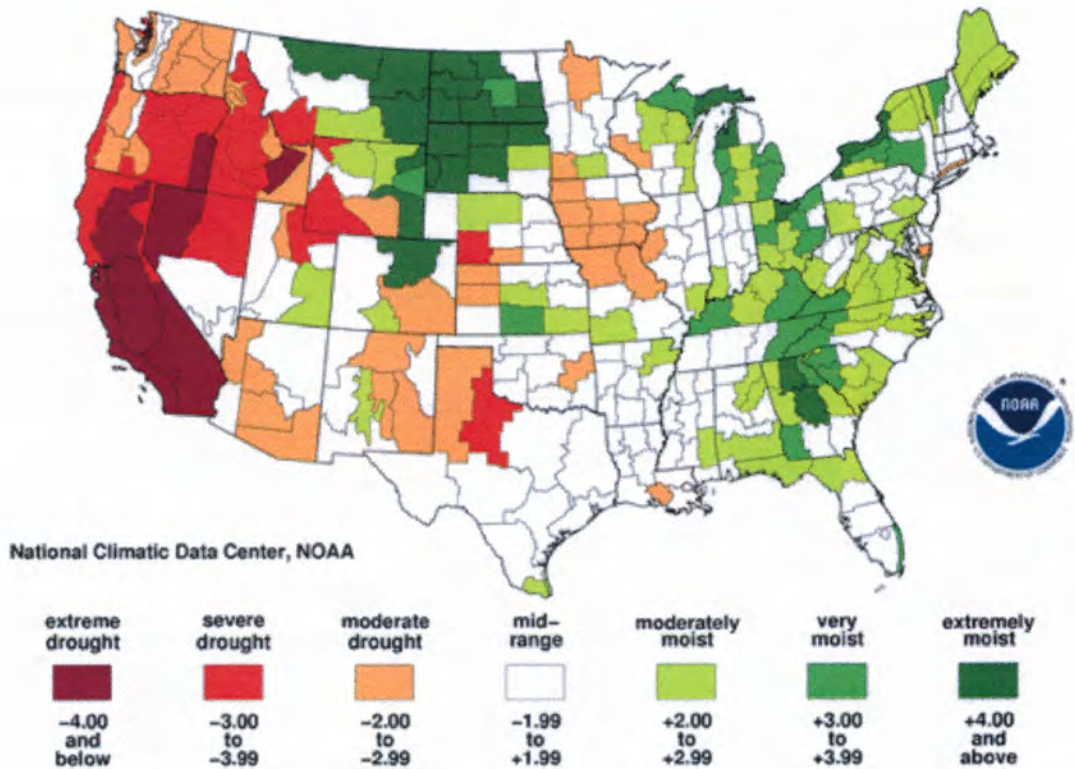 NOAA
National Climatic Data Center, NOAA
extreme drought
severe drought
moderate drought
mid-range
moderately moist
very moist
extremely moist
-4.00 and below
-3.00 to -3.99
-2.00 to -2.99
-1.99 to +1.99
+2.00 to +2.99
+3.00 to +3.99
+4.00 and above